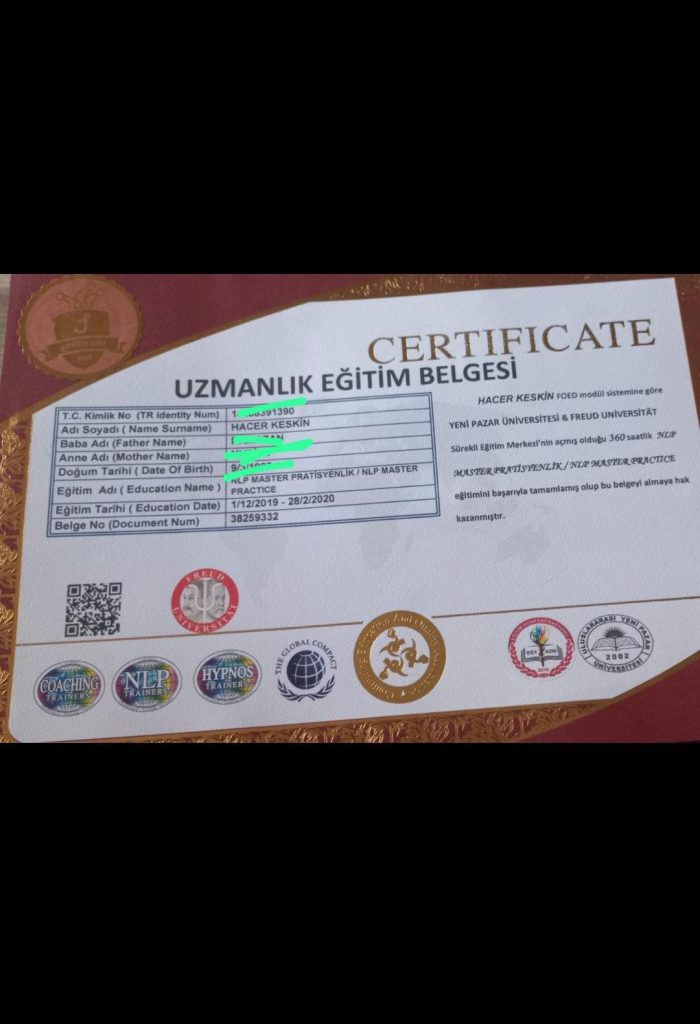 JOKER UNI
CERTIFICATE
UZMANLIK EĞİTİM BELGESİ
T.C. Kimlik No (TR identity Num) 391390
Adı Soyadı ( Name Surname) HACER KESKİN
Baba Adı (Father Name)
Anne Adı (Mother Name)
Doğum Tarihi ( Date Of Birth)
Eğitim Adı ( Education Name ) NLP MASTER PRATİSYENLİK / NLP MASTER
PRACTICE
Eğitim Tarihi ( Education Date) 1/12/2019 - 28/2/2020
Belge No (Document Num) 38259332
HACER KESKİN FOED modül sistemine göre
YENİ PAZAR ÜNİVERSİTESİ & FREUD UNIVERSITÄT
Sürekli Eğitim Merkezi'nin açmış olduğu 360 saatlik NLP
MASTER PRATİSYENLİK / NLP MASTER PRACTICE
eğitimini başarıyla tamamlamış olup bu belgeyi almaya hak
kazanmıştır.
FREUD
UNIVERSITÄT
COACHING
TRAINERS
NLP
TRAINERS
HYPNOS
TRAINERS
THE GLOBAL COMPACT
ULUSLARARASI YENİ PAZAR
2002
ÜNİVERSİTESİ